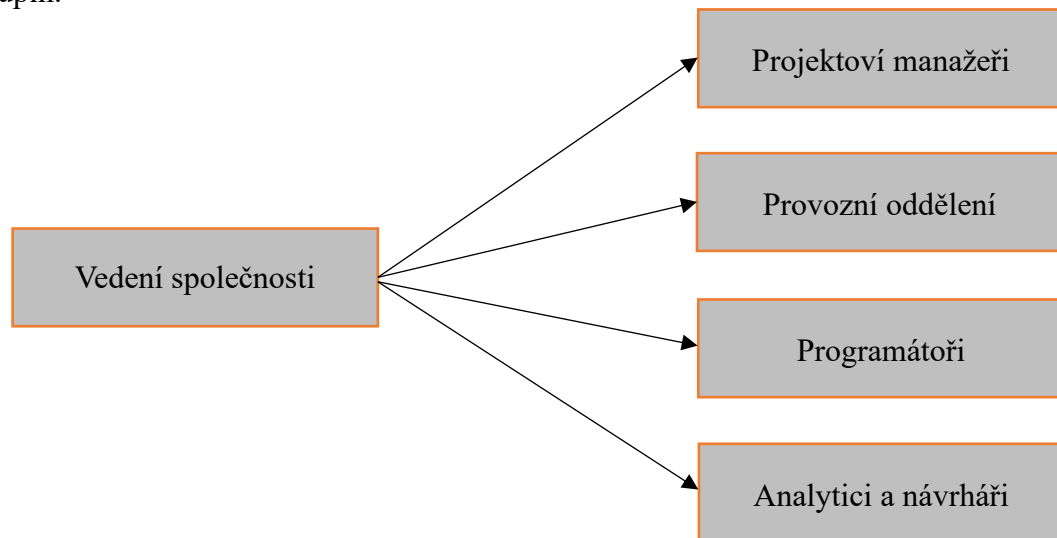 Projektoví manažeři
Provozní oddělení
Vedení společnosti
Programátoři
Analytici a návrháři